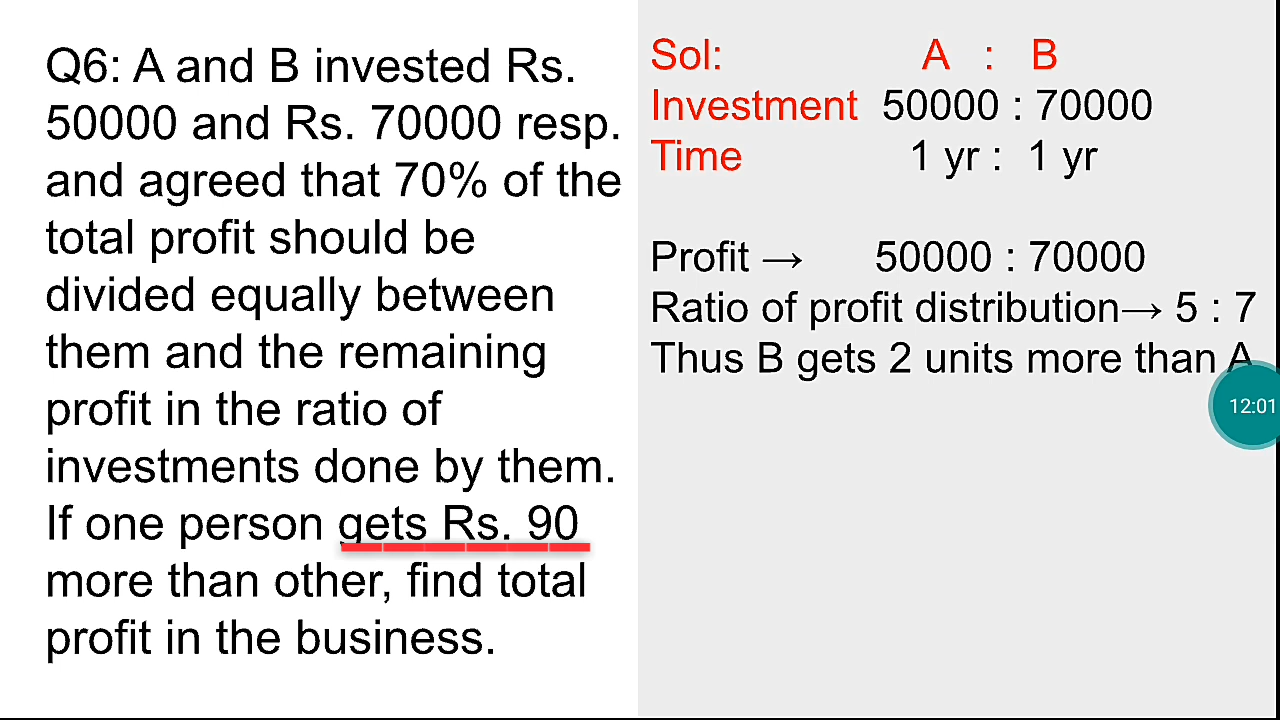 Q6: A and B invested Rs.
50000 and Rs. 70000 resp.
and agreed that 70% of the
total profit should be
divided equally between
them and the remaining
profit in the ratio of
investments done by them.
If one person gets Rs. 90
more than other, find total
profit in the business.
Sol: A : B
Investment 50000 : 70000
Time 1 yr : 1 yr
Profit → 50000 : 70000
Ratio of profit distribution→ 5 : 7
Thus B gets 2 units more than A
12:01